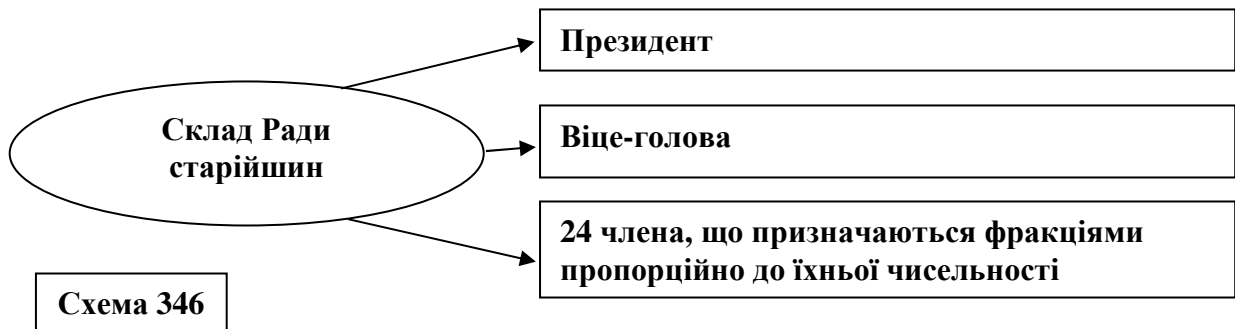 Президент
Склад Ради
старійшин
Віце-голова
24 члена, що призначаються фракціями
пропорційно до їхньої чисельності
Схема 346